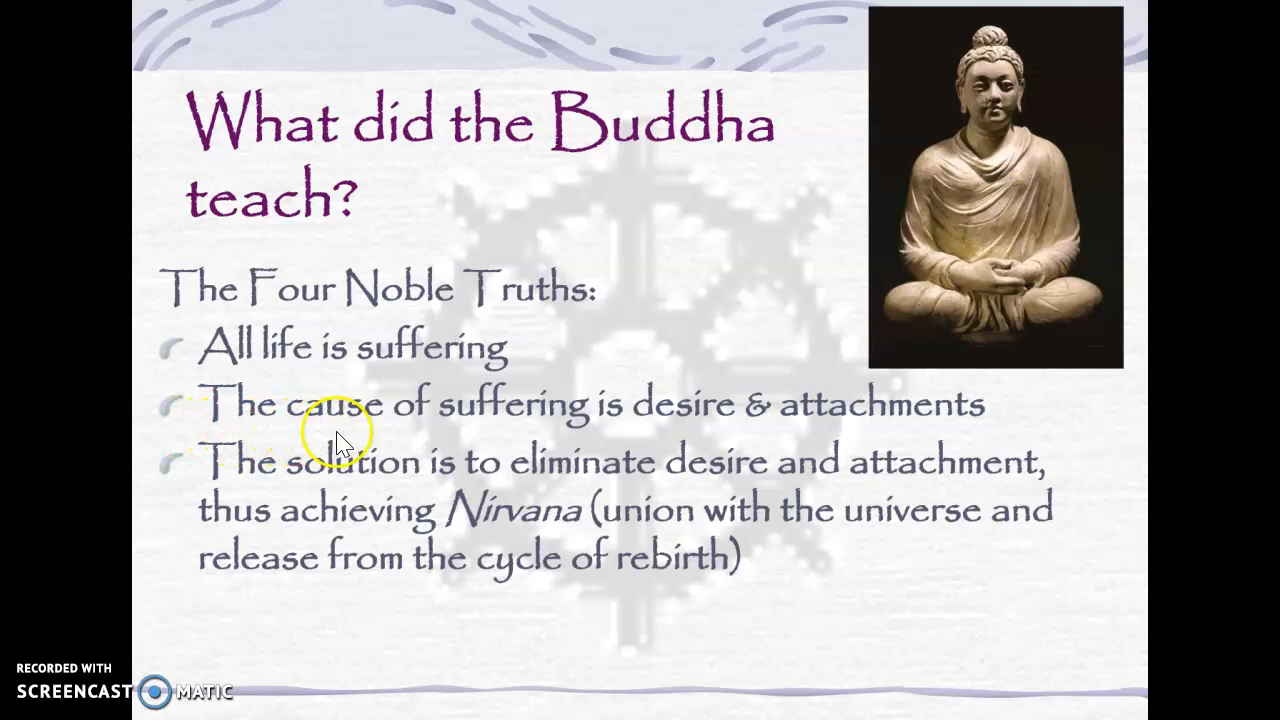 What did the Buddha
teach?
The Four Noble Truths:
All life is suffering
The cause of suffering is desire & attachments
The solution is to eliminate desire and attachment,
thus achieving Nirvana (union with the universe and
release from the cycle of rebirth)
RECORDED WITH
SCREENCAST MATIC